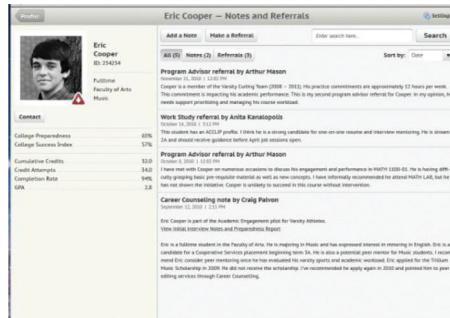 Profile
Eric Cooper — Notes and Referrals
Settings
Eric
Cooper
ID: 234234
Fulltime
Faculty of Arts
Music
Contact
College Preparedness 65%
College Success Index 57%
Cumulative Credits 32.0
Credit Attempts 34.0
Completion Rate 94%
GPA 2.8
Add a Note
Make a Referral
Enter search here...
Search
All (5) Notes (2) Referrals (3)
Sort by: Date
Program Advisor referral by Arthur Mason
November 21, 2010 | 12:02 PM
Cooper is a member of the Varsity Curling Team (2008 – 2011). His practice commitments are approximately 12 hours per week.
This commitment is impacting his academic performance. This is my second program advisor referral for Cooper. In my opinion, h
needs support prioritizing and managing his course workload.
Work Study referral by Anita Kanalopolis
October 14, 2010 | 3:12 PM
This student has an ACCLIP profile. I think he is a strong candidate for one-on-one resume and interview mentoring. He is
2A and should receive guidance before April job sessions open.
Program Advisor referral by Arthur Mason
October 6, 2010 | 12:02 PM
I have met with Cooper on numerous occasions to discuss his engagement and performance in MATH 1100-01. He is having diffi-
culty grasping basic pre-requisite material as well as new concepts. I have informally recommended he attend MATH LAB, but he
has not shown the initiative. Cooper is unlikely to succeed in this course without intervention.
Career Counseling note by Craig Palvon
September 12, 2010 | 2:33 PM
Eric Cooper is part of the Academic Engagement pilot for Varsity Athletes.
View Initial Interview Notes and Preparedness Report
Eric is a fulltime student in the Faculty of Arts. He is majoring in Music and has expressed interest in minoring in English. Eric is a
candidate for a Cooperative Services placement beginning term 3A. He is also a potential peer mentor for Music students. I recom
mend Eric consider peer mentoring once he has evaluated his varsity sports and academic workload. Eric applied for the Trillium
Music Scholarship in 2009. He did not receive the scholarship. I've recommended he apply again in 2010 and pointed him to peer
editing services through Career Counselling.